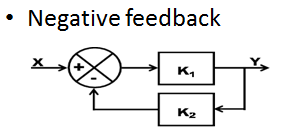 • Negative feedback
X + - K₁ Y
K₂